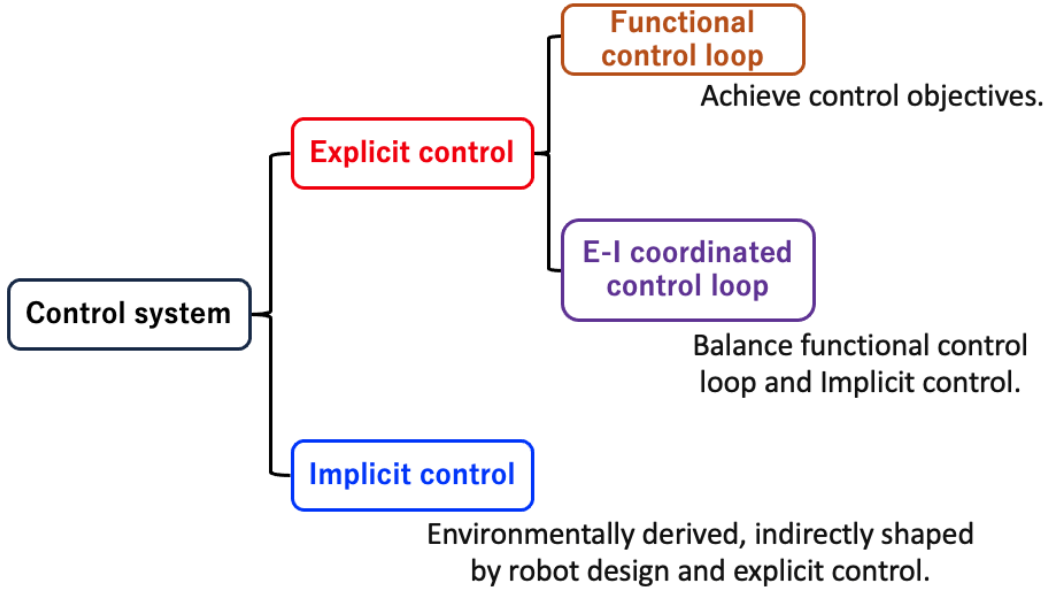 Functional
control loop
Achieve control objectives.
Explicit control
E-I coordinated
control loop
Control system
Balance functional control
loop and Implicit control.
Implicit control
Environmentally derived, indirectly shaped
by robot design and explicit control.